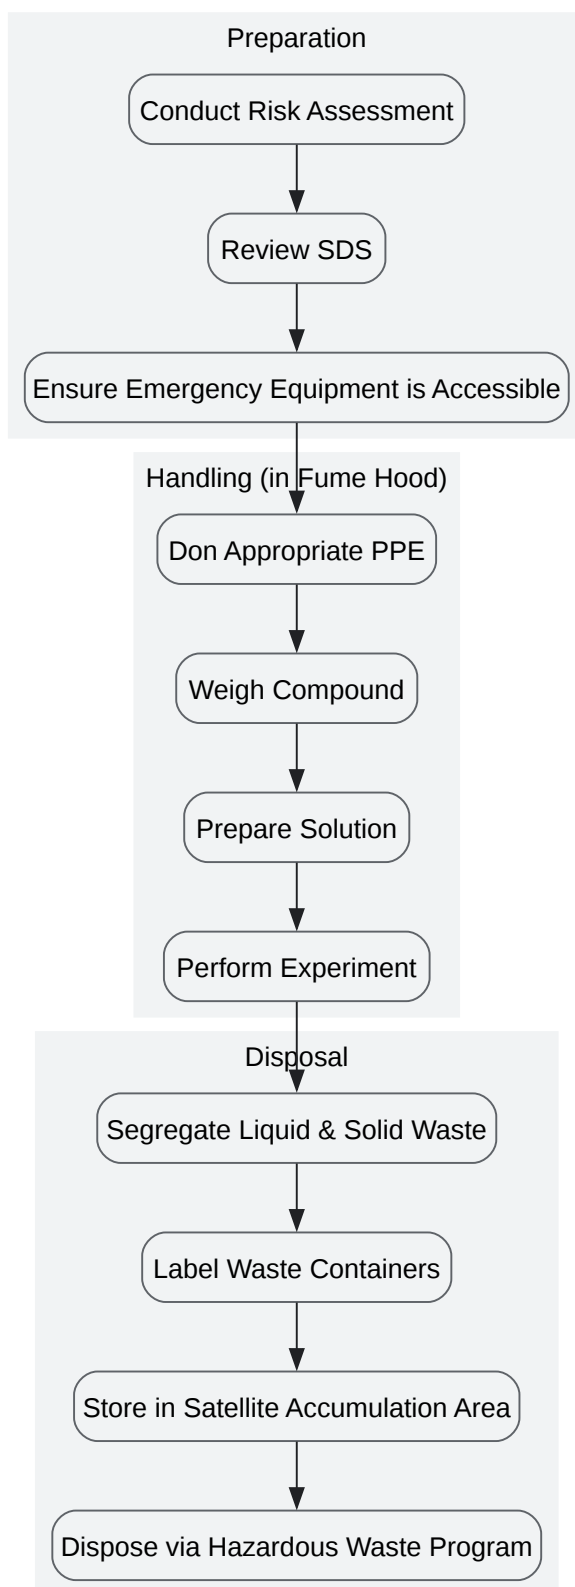 Preparation
Conduct Risk Assessment
Review SDS
Ensure Emergency Equipment is Accessible
Handling (in Fume Hood)
Don Appropriate PPE
Weigh Compound
Prepare Solution
Perform Experiment
Disposal
Segregate Liquid & Solid Waste
Label Waste Containers
Store in Satellite Accumulation Area
Dispose via Hazardous Waste Program